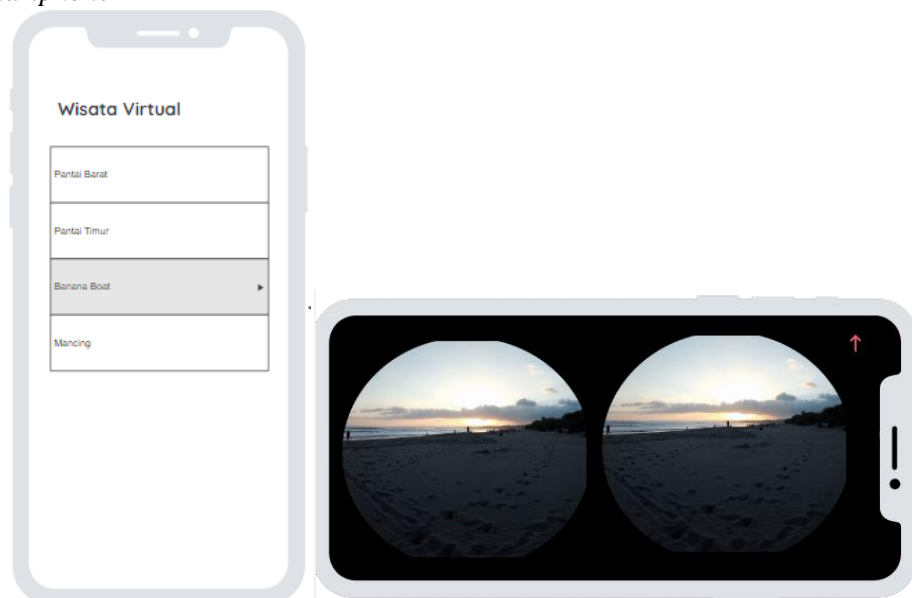 Wisata Virtual
Pantai Barat
Pantai Timur
Banana Boat
Mancing